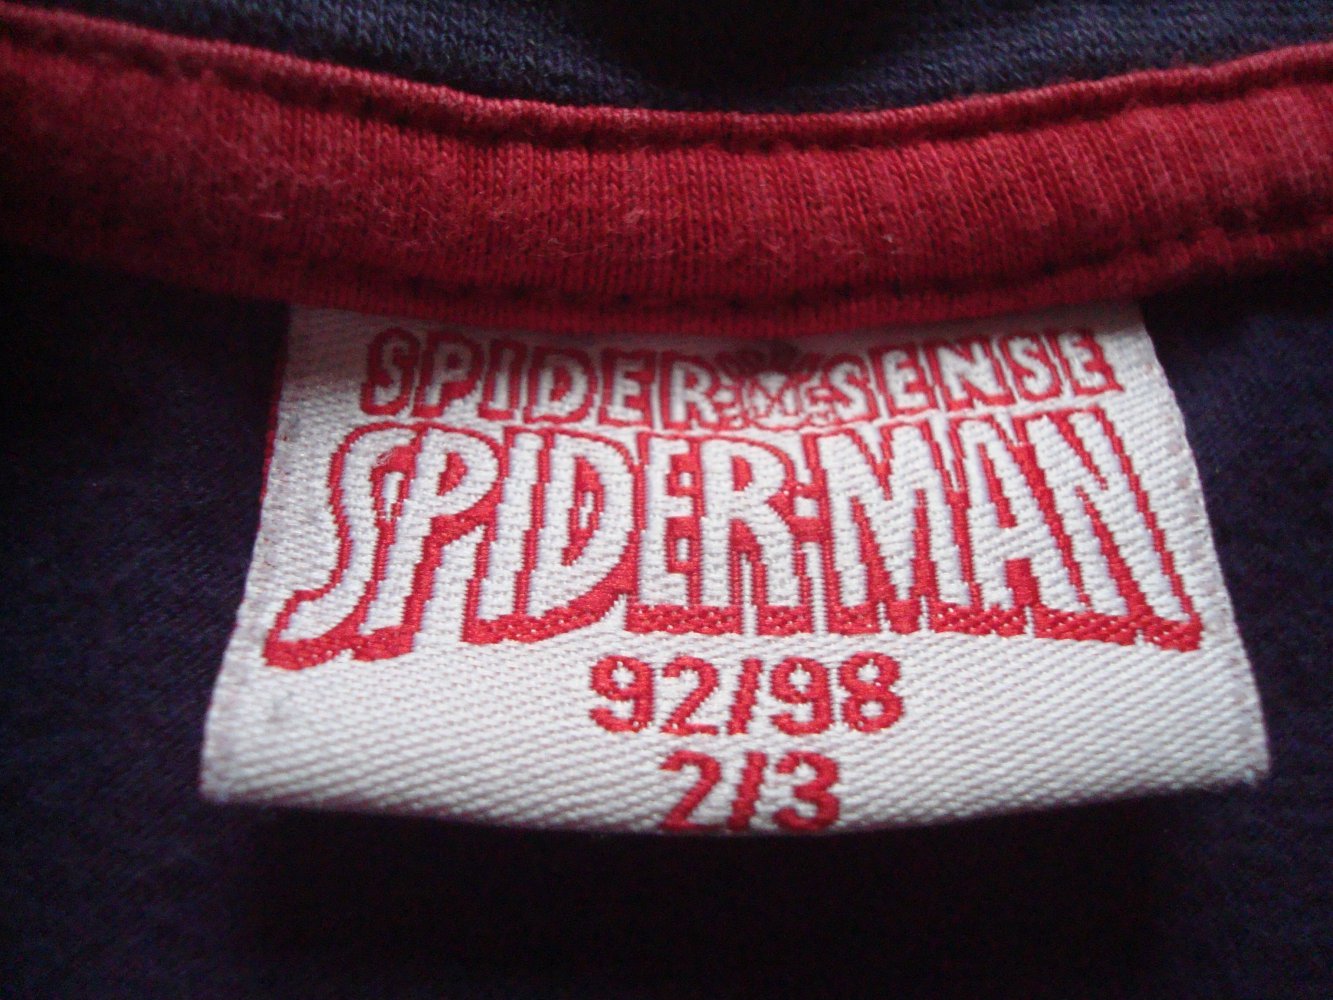 SPIDER SENSE
SPIDER-MAN
92/98
2/3